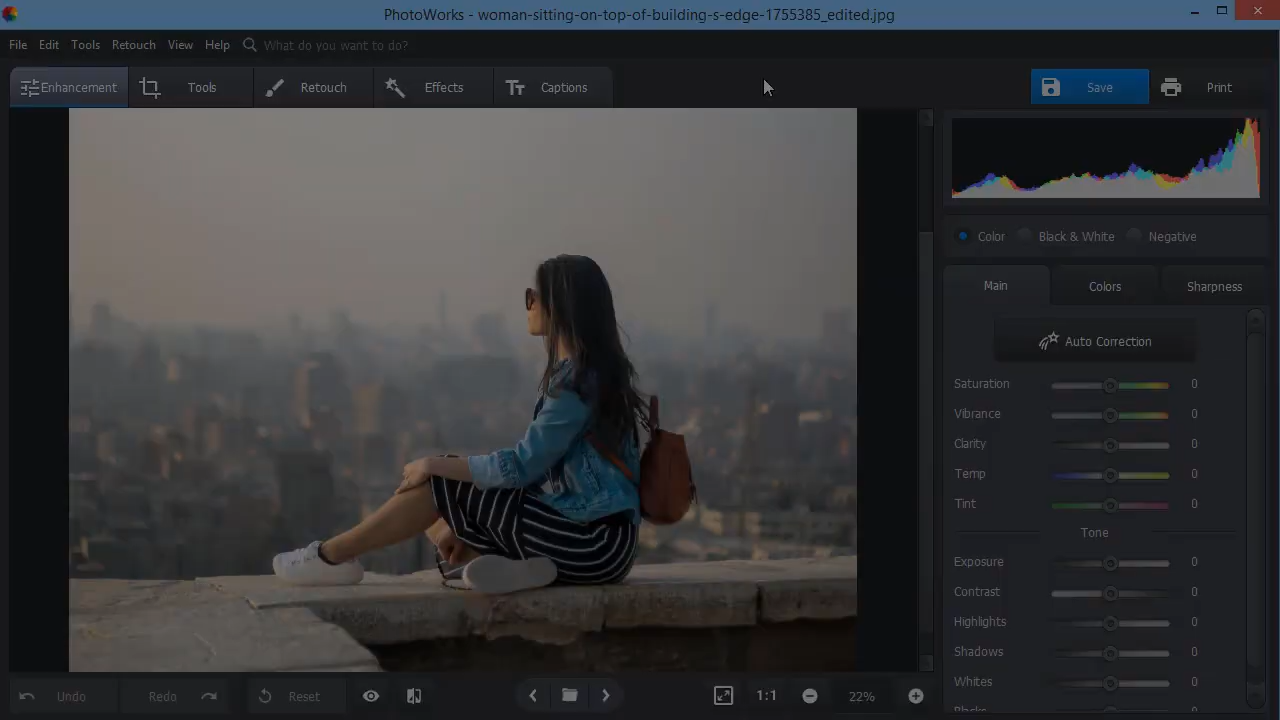 PhotoWorks - woman-sitting-on-top-of-building-s-edge-1755385_edited.jpg
File Edit Tools Retouch View Help What do you want to do?
Enhancement Tools Retouch Effects Captions Save Print
Color Black & White Negative
Main Colors Sharpness
Auto Correction
Saturation 0
Vibrance 0
Clarity 0
Temp 0
Tint 0
Tone
Exposure 0
Contrast 0
Highlights 0
Shadows 0
Whites 0
Blacks
Undo Redo Reset 1:1 22%